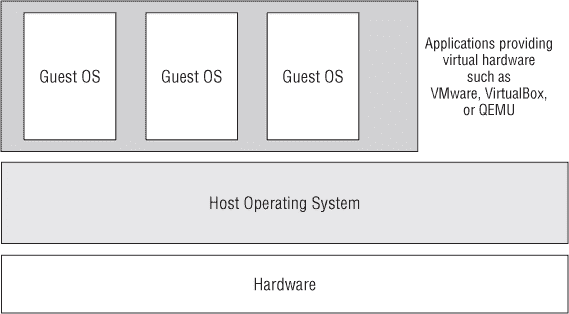 Guest OS Guest OS Guest OS
Applications providing
virtual hardware
such as
VMware, VirtualBox,
or QEMU
Host Operating System
Hardware